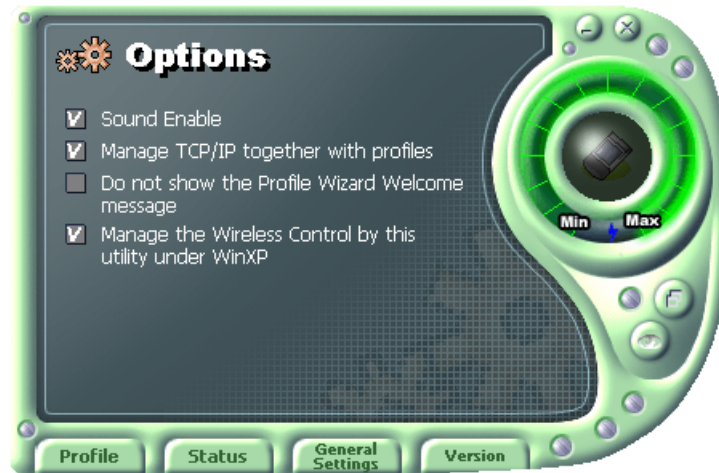 Options
Sound Enable
Manage TCP/IP together with profiles
Do not show the Profile Wizard Welcome
message
Manage the Wireless Control by this
utility under WinXP
Min
Max
Profile
Status
General
Settings
Version